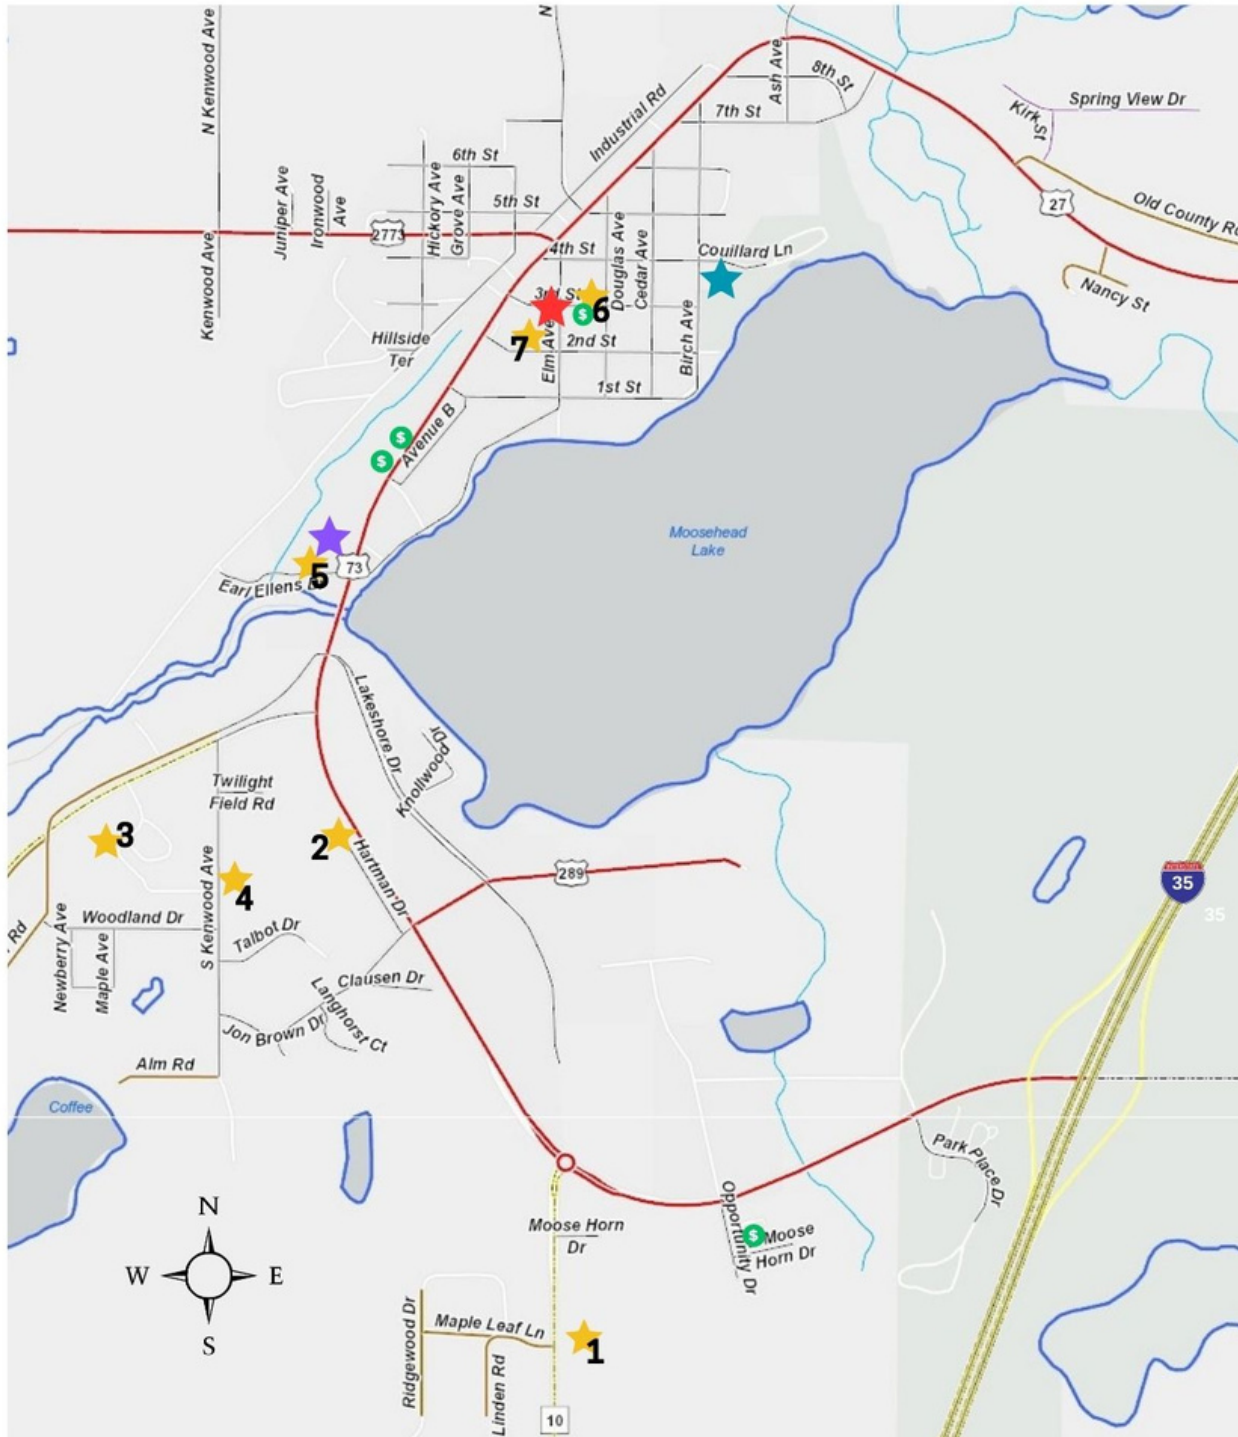 N Kenwood Ave
N
Ash Ave
8th St
7th St
Industrial Rd
Spring View Dr
Kirk St
27
Old County Rd
Nancy St
6th St
5th St
Juniper Ave
Ironwood
Ave
Hickory Ave
Grove Ave
2773
4th St
Douglas Ave
Cedar Ave
Couillard Ln
Kenwood Ave
3rd St
$
6
Hillside
Ter
7
Elm Ave
2nd St
Birch Ave
1st St
Avenue B
$
$
Moosehead
Lake
73
5
Earl Ellens Dr
Lakeshore Dr
Knollwood
Dr
Twilight
Field Rd
3
2
4
Hartman Dr
289
35
35
Rd
Woodland Dr
S Kenwood Ave
Talbot Dr
Newberry Ave
Maple Ave
Clausen Dr
Langhorst Ct
Jon Brown Dr
Alm Rd
Coffee
Park Place Dr
N
W
E
S
Moose Horn
Dr
Opportunity Dr
$
Moose
Horn Dr
Ridgewood Dr
Maple Leaf Ln
Linden Rd
1
10